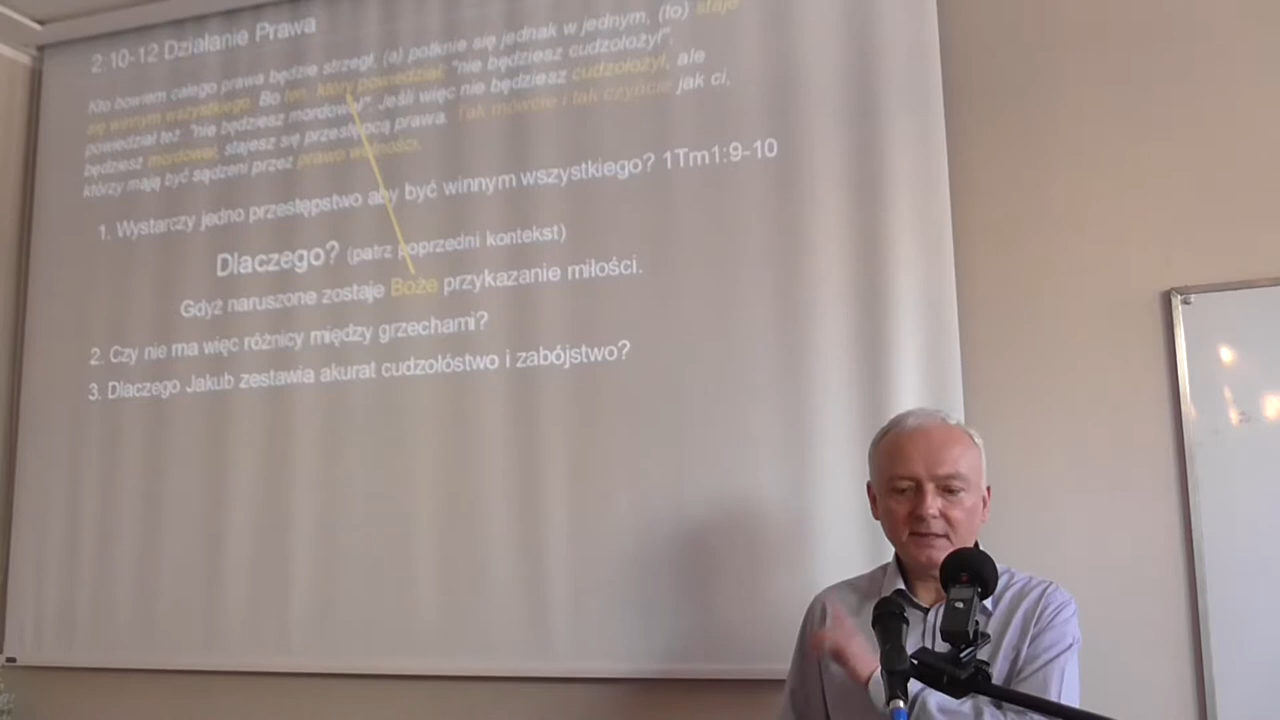 2:10-12 Działanie Prawa
Kto bowiem całego prawa będzie strzegł, (a) potknie się jednak w jednym, (to) staje
się winnym wszystkiego. Bo ten, który powiedział: "nie będziesz cudzołożył",
powiedział też: "nie będziesz mordował". Jeśli więc nie będziesz cudzołożył, ale
będziesz mordował, stajesz się przestępcą prawa. Tak mówcie i tak czyńcie jak ci,
którzy mają być sądzeni przez prawo wolności.
1. Wystarczy jedno przestępstwo aby być winnym wszystkiego? 1Tm1:9-10
Dlaczego? (patrz poprzedni kontekst)
Gdyż naruszone zostaje Boże przykazanie miłości.
2. Czy nie ma więc różnicy między grzechami?
3. Dlaczego Jakub zestawia akurat cudzołóstwo i zabójstwo?